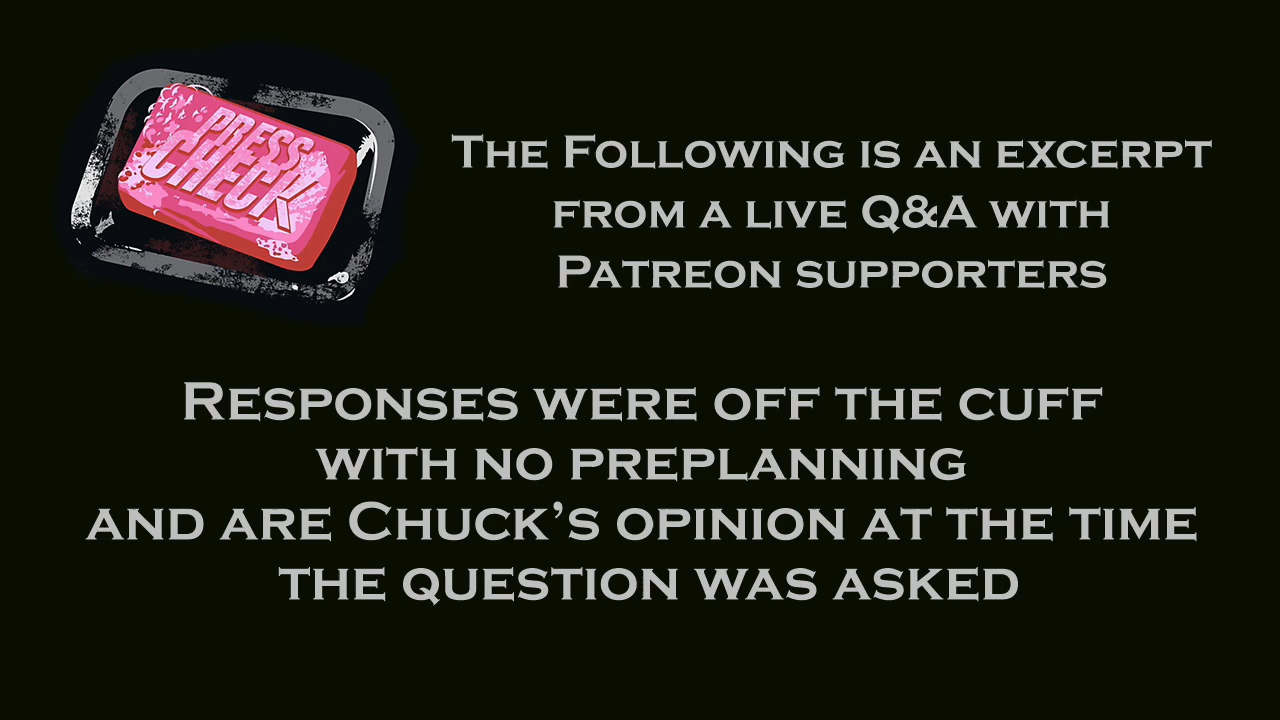 PRESS
CHECK
The Following is an excerpt
from a live Q&A with
Patreon supporters
Responses were off the cuff
with no preplanning
and are Chuck's opinion at the time
the question was asked